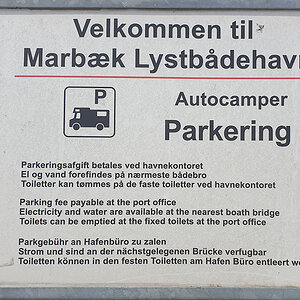 Velkommen til
Marbæk Lystbådehavn
P
Autocamper
Parkering
Parkeringsafgift betales ved havnekontoret
El og vand forefindes på nærmeste bådebro
Toiletter kan tømmes på de faste toiletter ved havnekontoret
Parking fee payable at the port office
Electricity and water are available at the nearest boath bridge
Toilets can be emptied at the fixed toilets at the port office
Parkgebühr an Hafenbüro zu zalen
Strom und sind an der nächstgelegenen Brücke verfugbar
Toiletten können in den festen Toiletten am Hafen Büro entleert